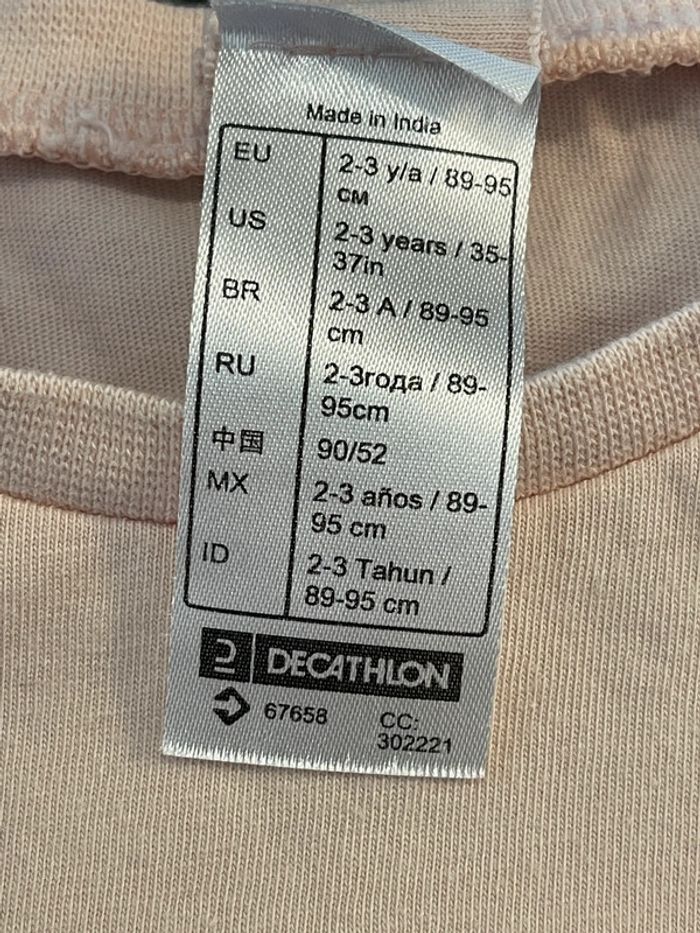 Made in India
EU 2-3 y/a / 89-95
CM
US 2-3 years / 35-
37in
BR 2-3 A / 89-95
cm
RU 2-3года / 89-
95cm
中国 90/52
MX 2-3 años / 89-
95 cm
ID 2-3 Tahun /
89-95 cm
DECATHLON
67658 CC:
302221